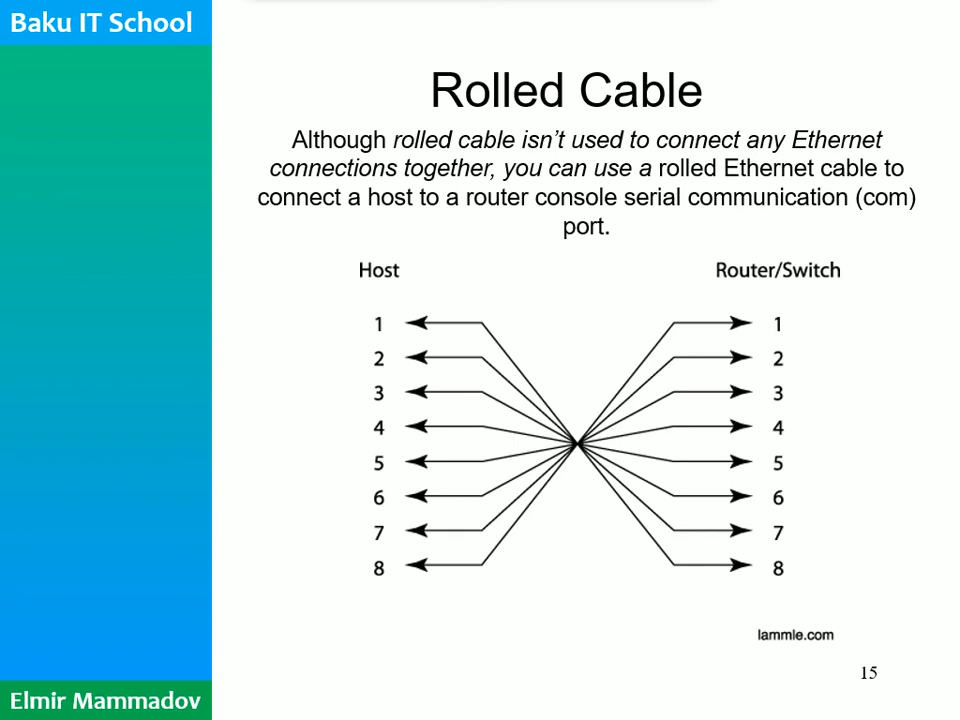 Baku IT School
Rolled Cable
Although rolled cable isn’t used to connect any Ethernet
connections together, you can use a rolled Ethernet cable to
connect a host to a router console serial communication (com)
port.
Host Router/Switch
1 1
2 2
3 3
4 4
5 5
6 6
7 7
8 8
lammle.com
15
Elmir Mammadov